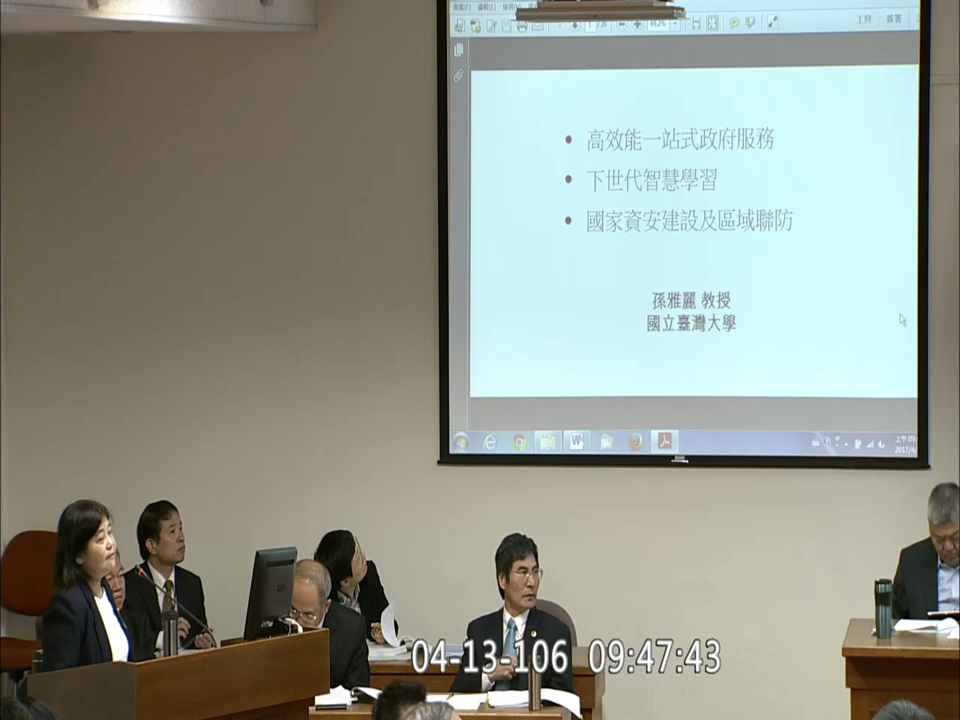 高效能一站式政府服務
下世代智慧學習
國家資安建設及區域聯防
孫雅麗 教授
國立臺灣大學
04-13-106 09:47:43